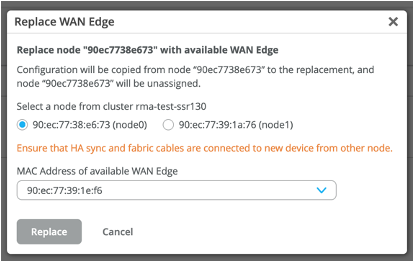 Replace WAN Edge
Replace node "90ec7738e673" with available WAN Edge
Configuration will be copied from node “90ec7738e673” to the replacement, and
node “90ec7738e673” will be unassigned.
Select a node from cluster rma-test-ssr130
90:ec:77:38:e6:73 (node0) 90:ec:77:39:1a:76 (node1)
Ensure that HA sync and fabric cables are connected to new device from other node.
MAC Address of available WAN Edge
90:ec:77:39:1e:f6
Replace Cancel